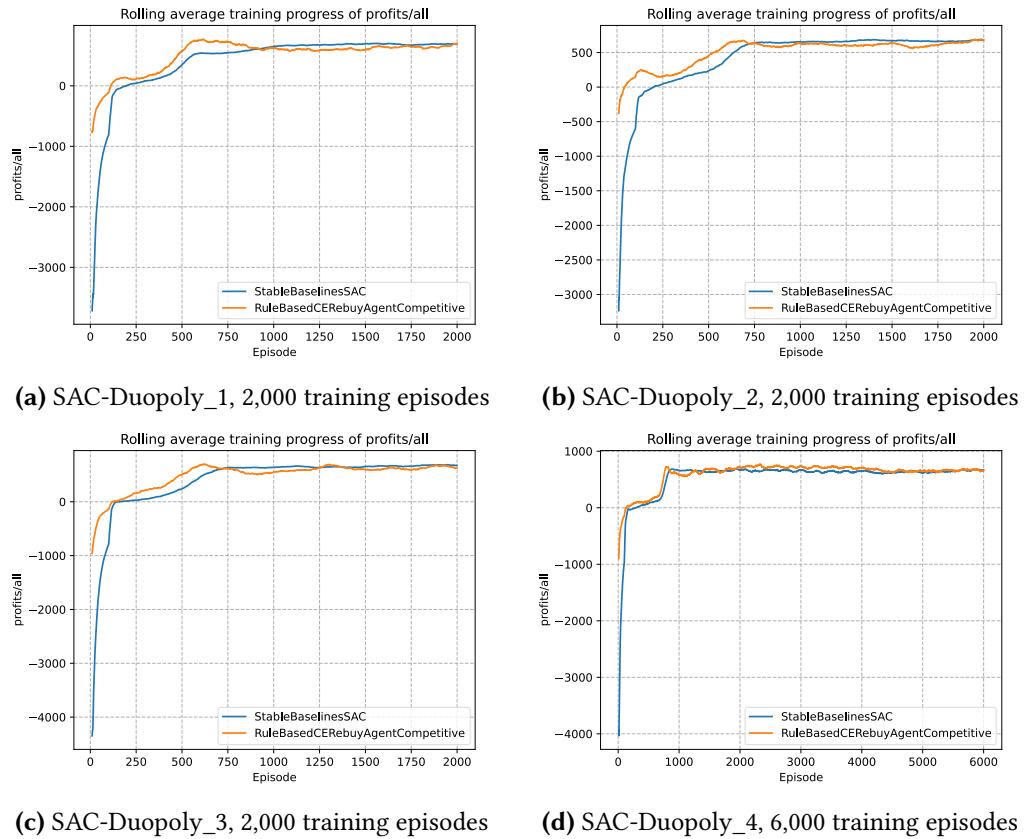 Rolling average training progress of profits/all
profits/all
0
−1000
−2000
−3000
StableBaselinesSAC
RuleBasedCERebuyAgentCompetitive
0 250 500 750 1000 1250 1500 1750 2000
Episode
(a) SAC-Duopoly_1, 2,000 training episodes
Rolling average training progress of profits/all
profits/all
500
0
−500
−1000
−1500
−2000
−2500
−3000
StableBaselinesSAC
RuleBasedCERebuyAgentCompetitive
0 250 500 750 1000 1250 1500 1750 2000
Episode
(b) SAC-Duopoly_2, 2,000 training episodes
Rolling average training progress of profits/all
profits/all
0
−1000
−2000
−3000
−4000
StableBaselinesSAC
RuleBasedCERebuyAgentCompetitive
0 250 500 750 1000 1250 1500 1750 2000
Episode
(c) SAC-Duopoly_3, 2,000 training episodes
Rolling average training progress of profits/all
profits/all
1000
0
−1000
−2000
−3000
−4000
StableBaselinesSAC
RuleBasedCERebuyAgentCompetitive
0 1000 2000 3000 4000 5000 6000
Episode
(d) SAC-Duopoly_4, 6,000 training episodes